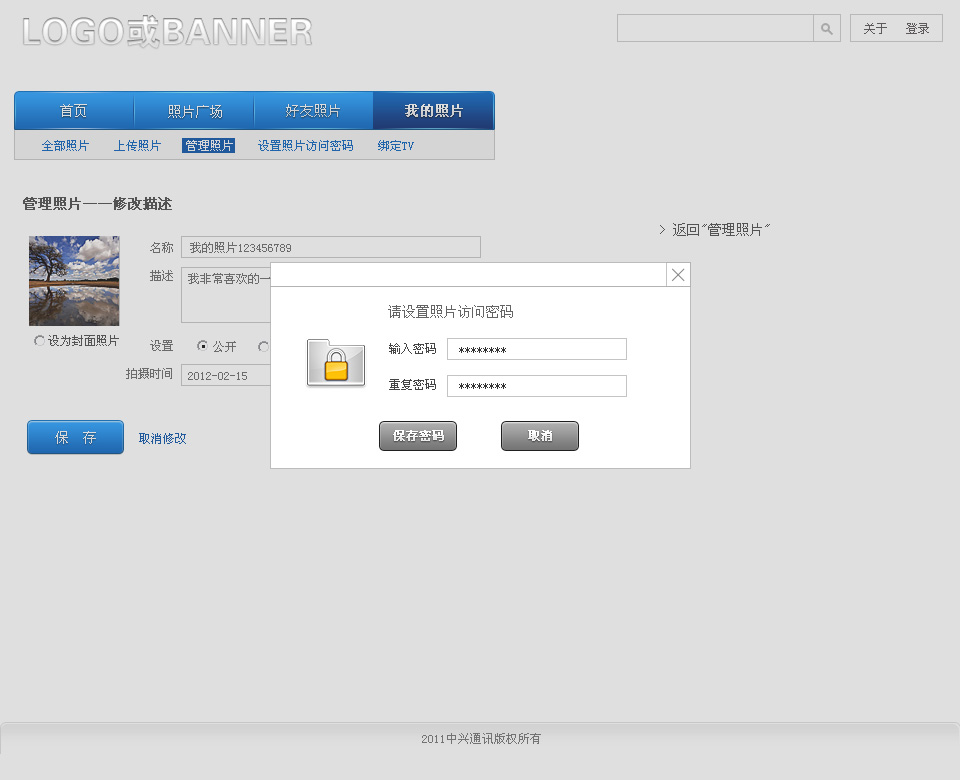 LOGO或BANNER
关于 登录
首页 照片广场 好友照片 我的照片
全部照片 上传照片 管理照片 设置照片访问密码 绑定TV
管理照片——修改描述
> 返回"管理照片"
名称 我的照片123456789
描述 我非常喜欢的一
设为封面照片
设置 公开
拍摄时间 2012-02-15
保 存 取消修改
请设置照片访问密码
输入密码 ********
重复密码 ********
保存密码 取消
2011中兴通讯版权所有